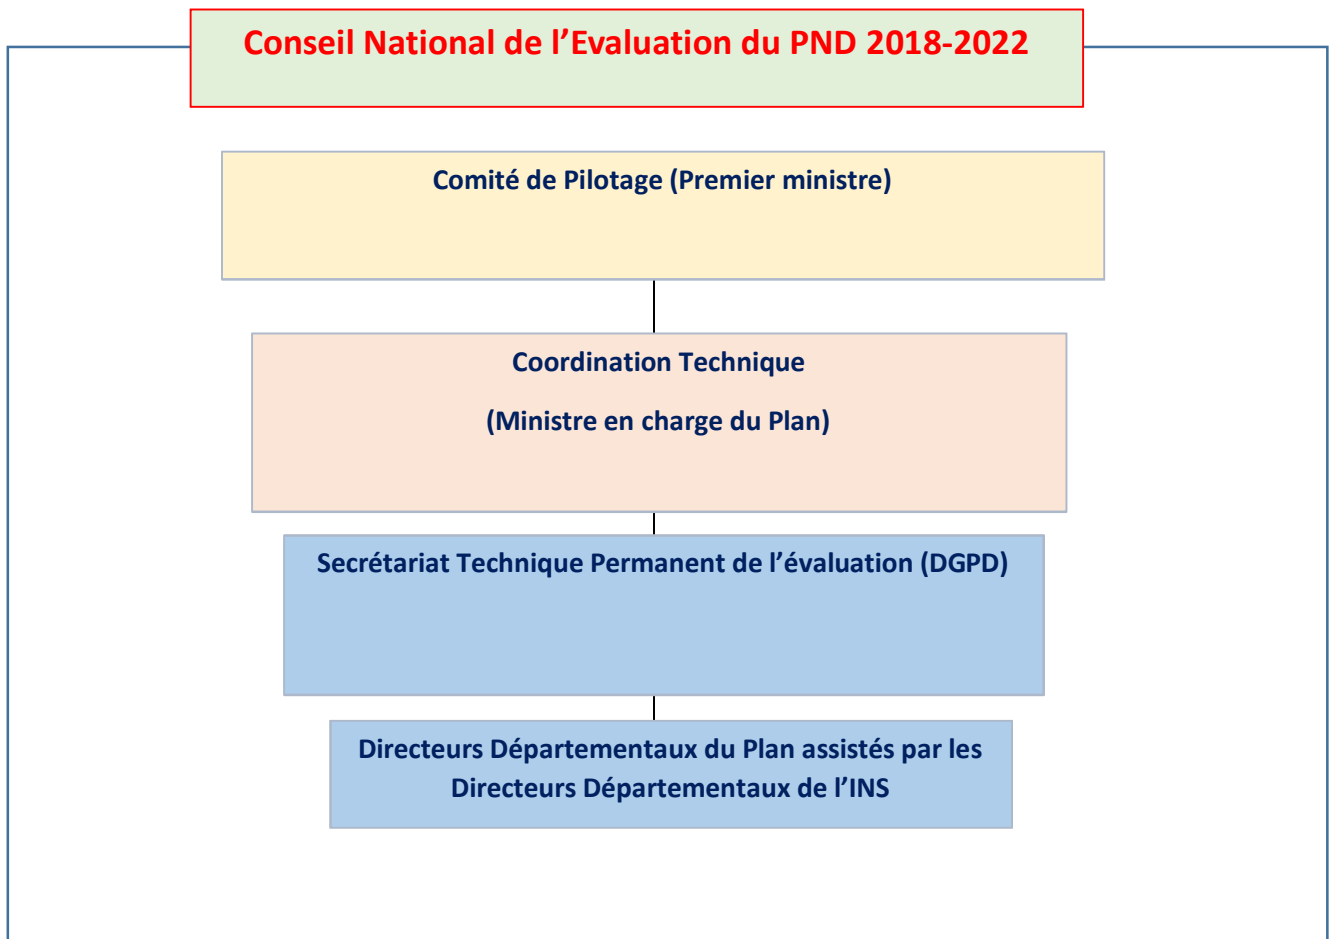 Conseil National de l’Evaluation du PND 2018-2022
Comité de Pilotage (Premier ministre)
Coordination Technique
(Ministre en charge du Plan)
Secrétariat Technique Permanent de l’évaluation (DGPD)
Directeurs Départementaux du Plan assistés par les
Directeurs Départementaux de l’INS